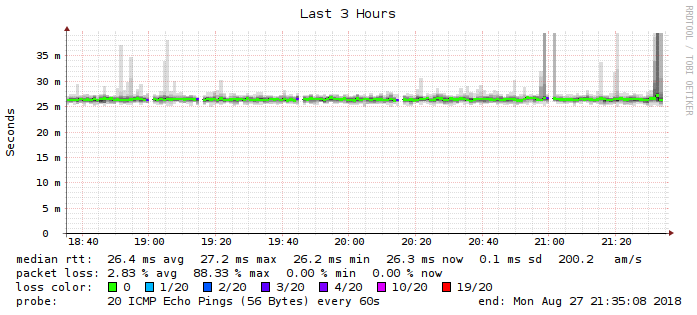 Last 3 Hours
RRDTOOL / TOBI OETIKER
Seconds
35 m
30 m
25 m
20 m
15 m
10 m
5 m
0
18:40 19:00 19:20 19:40 20:00 20:20 20:40 21:00 21:20
median rtt: 26.4 ms avg 27.2 ms max 26.2 ms min 26.3 ms now 0.1 ms sd 200.2 am/s
packet loss: 2.83 % avg 88.33 % max 0.00 % min 0.00 % now
loss color: 0 1/20 2/20 3/20 4/20 10/20 19/20
probe: 20 ICMP Echo Pings (56 Bytes) every 60s end: Mon Aug 27 21:35:08 2018